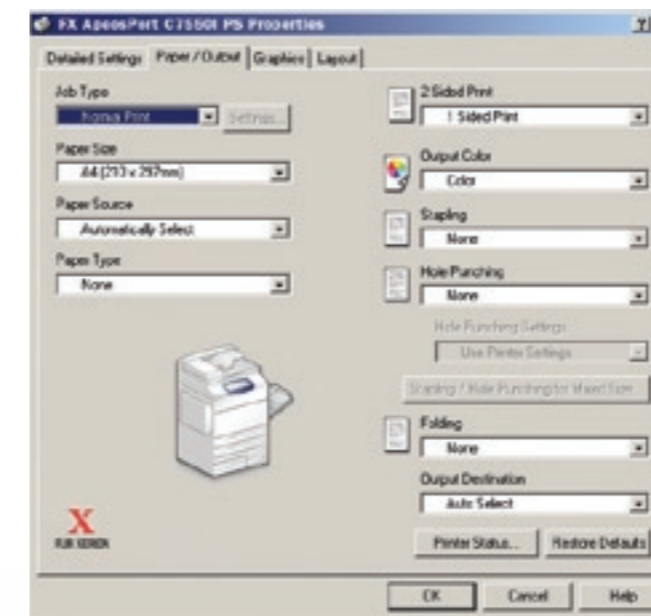 FX ApeosPort C7550I PS Properties
Detailed Settings Paper / Output Graphics Layout
Job Type
Normal Print
Settings...
Paper Size
A4 (210 x 297mm)
Paper Source
Automatically Select
Paper Type
None
2 Sided Print
1 Sided Print
Output Color
Color
Stapling
None
Hole Punching
None
Hole Punching Settings
Use Printer Settings
Stapling / Hole Punching for Mixed Size
Folding
None
Output Destination
Auto Select
X
FUJI XEROX
Printer Status... Restore Defaults
OK Cancel Help